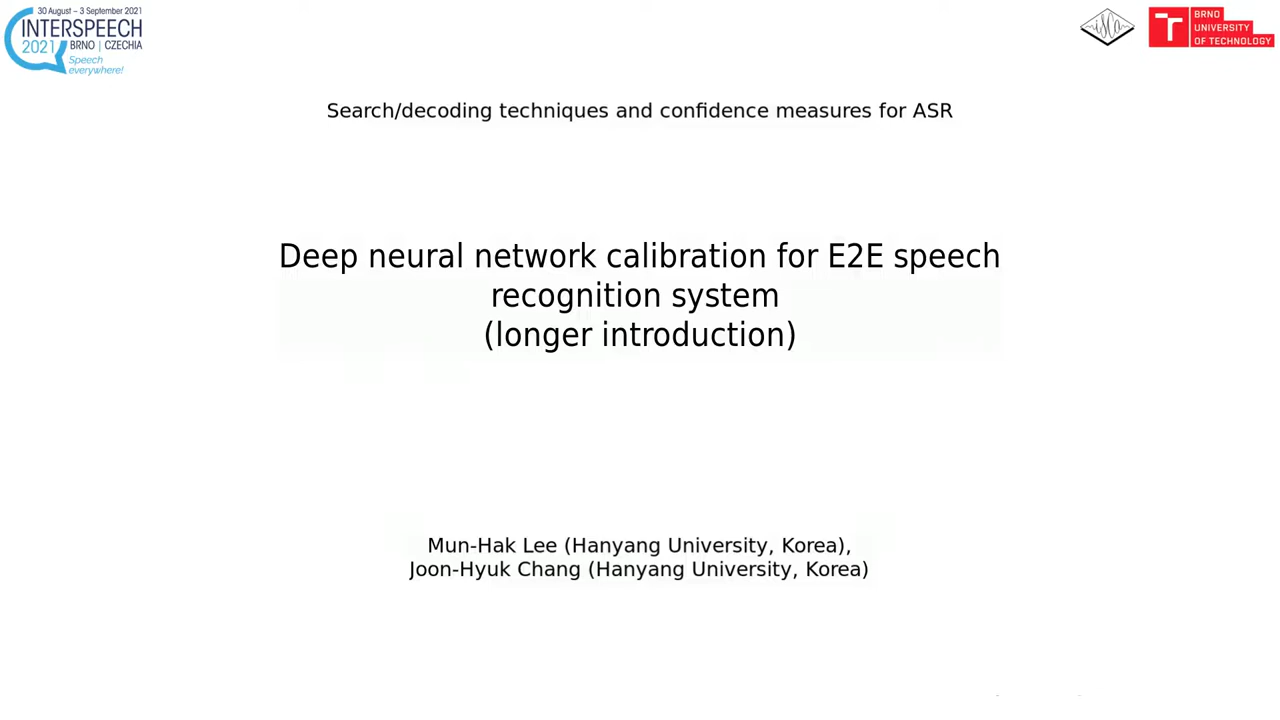 30 August – 3 September 2021
INTERSPEECH
2021 BRNO | CZECHIA
Speech
everywhere!
isca
BRNO
UNIVERSITY
OF TECHNOLOGY
Search/decoding techniques and confidence measures for ASR
Deep neural network calibration for E2E speech
recognition system
(longer introduction)
Mun-Hak Lee (Hanyang University, Korea),
Joon-Hyuk Chang (Hanyang University, Korea)